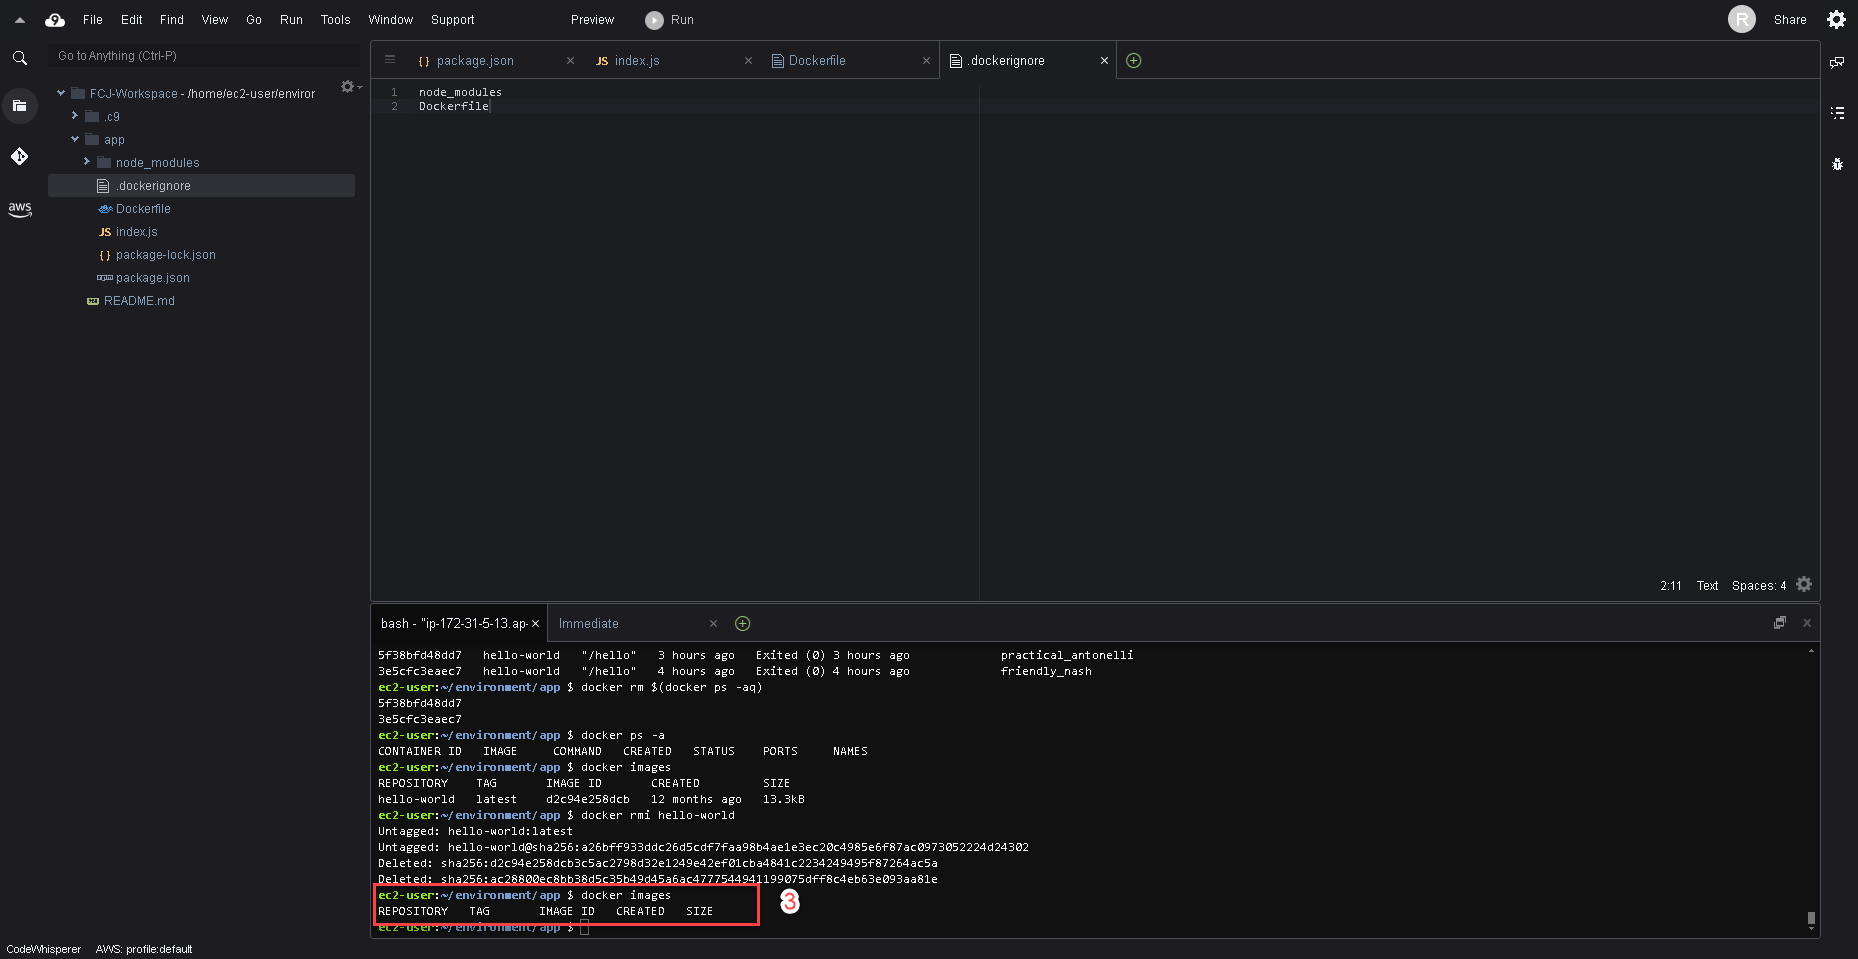 9 File Edit Find View Go Run Tools Window Support Preview Run R Share
Go to Anything (Ctrl-P)
FCJ-Workspace - /home/ec2-user/enviror
.c9
app
node_modules
.dockerignore
Dockerfile
JS index.js
{ } package-lock.json
package.json
README.md
aws
{ } package.json × JS index.js × Dockerfile × .dockerignore ×
1 node_modules
2 Dockerfile
2:11 Text Spaces: 4
bash - "ip-172-31-5-13.ap- × Immediate ×
5f38bfd48dd7 hello-world "/hello" 3 hours ago Exited (0) 3 hours ago practical_antonelli
3e5cfc3eaec7 hello-world "/hello" 4 hours ago Exited (0) 4 hours ago friendly_nash
ec2-user:~/environment/app $ docker rm $(docker ps -aq)
5f38bfd48dd7
3e5cfc3eaec7
ec2-user:~/environment/app $ docker ps -a
CONTAINER ID IMAGE COMMAND CREATED STATUS PORTS NAMES
ec2-user:~/environment/app $ docker images
REPOSITORY TAG IMAGE ID CREATED SIZE
hello-world latest d2c94e258dcb 12 months ago 13.3kB
ec2-user:~/environment/app $ docker rmi hello-world
Untagged: hello-world:latest
Untagged: hello-world@sha256:a26bff933ddc26d5cdf7faa98b4ae1e3ec20c4985e6f87ac0973052224d24302
Deleted: sha256:d2c94e258dcb3c5ac2798d32e1249e42ef01cba4841c2234249495f87264ac5a
Deleted: sha256:ac28800ec8bb38d5c35b49d45a6ac4777544941199075dff8c4eb63e093aa81e
ec2-user:~/environment/app $ docker images
REPOSITORY TAG IMAGE ID CREATED SIZE
3
ec2-user:~/environment/app $
CodeWhisperer AWS: profile:default